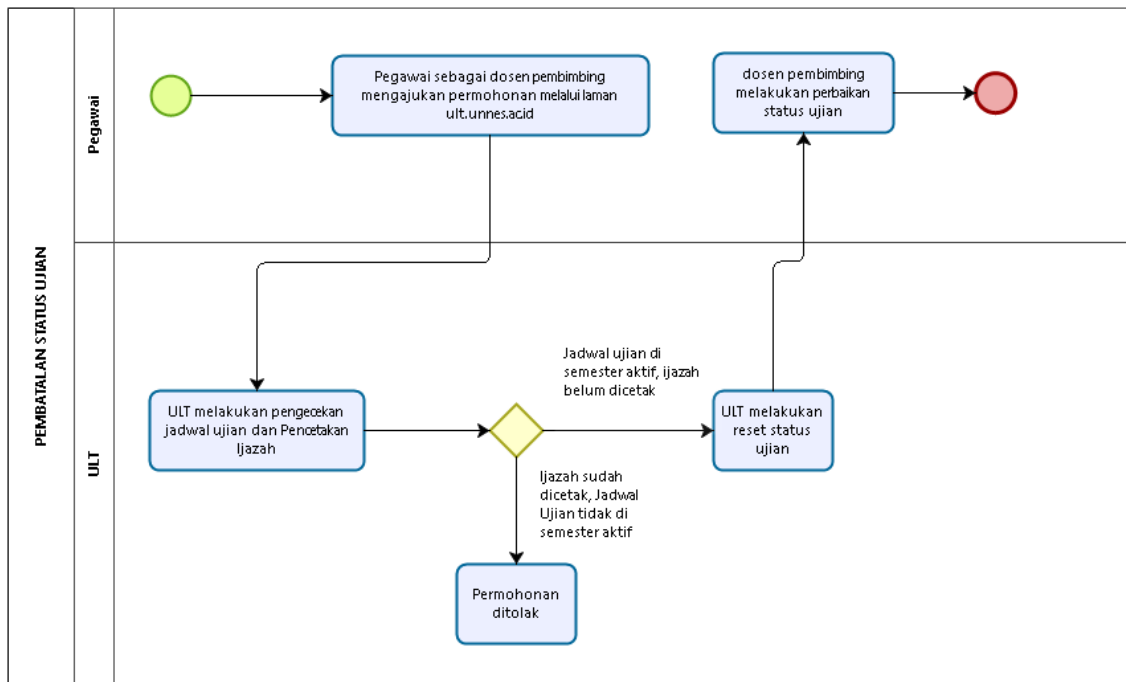 PEMBATALAN STATUS UJIAN
Pegawai
Pegawai sebagai dosen pembimbing
mengajukan permohonan melalui laman
ult.unnes.ac.id
dosen pembimbing
melakukan perbaikan
status ujian
ULT
ULT melakukan pengecekan
jadwal ujian dan Pencetakan
Ijazah
Jadwal ujian di
semester aktif, ijazah
belum dicetak
ULT melakukan
reset status
ujian
Ijazah sudah
dicetak, Jadwal
Ujian tidak di
semester aktif
Permohonan
ditolak